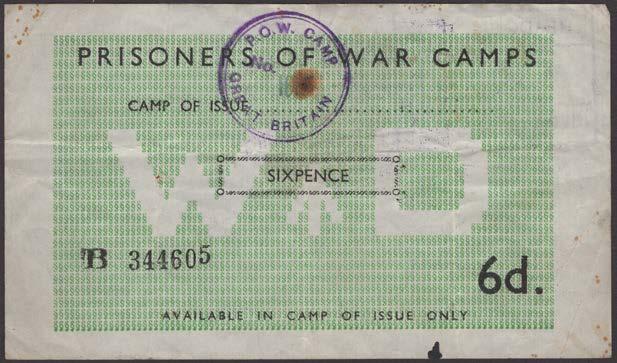 PRISONERS OF WAR CAMPS
P.O.W. CAMP
NO.
GREAT BRITAIN
CAMP OF ISSUE
W D
SIXPENCE
B 344605
6d.
AVAILABLE IN CAMP OF ISSUE ONLY